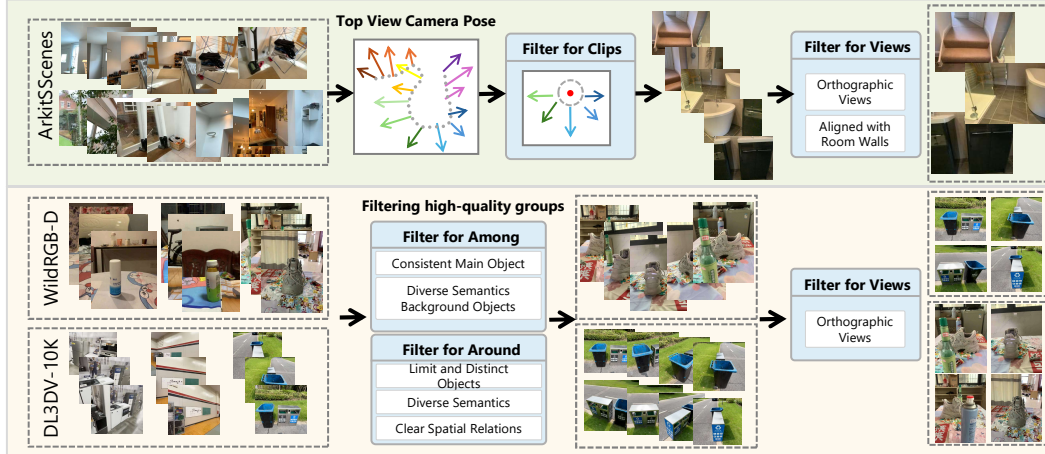 ArkitSScenes
Top View Camera Pose
Filter for Clips
Filter for Views
Orthographic
Views
Aligned with
Room Walls
WildRGB-D
DL3DV-10K
Filtering high-quality groups
Filter for Among
Consistent Main Object
Diverse Semantics
Background Objects
Filter for Around
Limit and Distinct
Objects
Diverse Semantics
Clear Spatial Relations
Filter for Views
Orthographic
Views